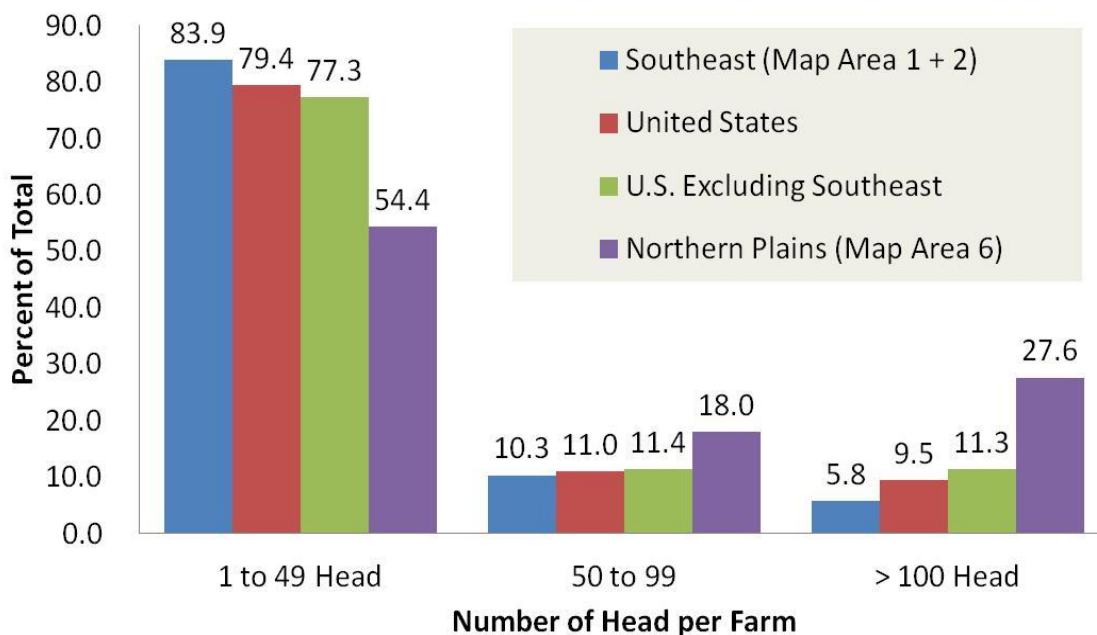 90.0
80.0
70.0
60.0
50.0
40.0
30.0
20.0
10.0
0.0
Percent of Total
83.9
79.4
77.3
54.4
10.3
11.0
11.4
18.0
5.8
9.5
11.3
27.6
Southeast (Map Area 1 + 2)
United States
U.S. Excluding Southeast
Northern Plains (Map Area 6)
1 to 49 Head
50 to 99
> 100 Head
Number of Head per Farm